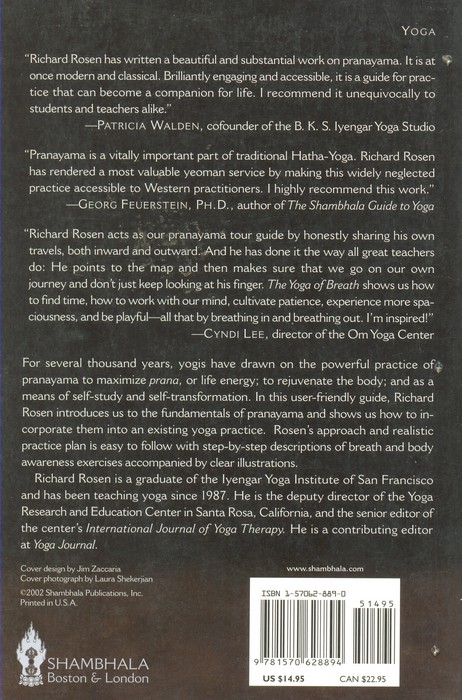 YOGA
“Richard Rosen has written a beautiful and substantial work on pranayama. It is at
once modern and classical. Brilliantly engaging and accessible, it is a guide for prac-
tice that can become a companion for life. I recommend it unequivocally to
students and teachers alike.”
—PATRICIA WALDEN, cofounder of the B. K. S. Iyengar Yoga Studio
“Pranayama is a vitally important part of traditional Hatha-Yoga. Richard Rosen
has rendered a most valuable yeoman service by making this widely neglected
practice accessible to Western practitioners. I highly recommend this work.”
—GEORG FEUERSTEIN, PH.D., author of The Shambhala Guide to Yoga
“Richard Rosen acts as our pranayama tour guide by honestly sharing his own
travels, both inward and outward. And he has done it the way all great teachers
do: He points to the map and then makes sure that we go on our own
journey and don’t just keep looking at his finger. The Yoga of Breath shows us how
to find time, how to work with our mind, cultivate patience, experience more spa-
ciousness, and be playful—all that by breathing in and breathing out. I’m inspired!”
—CYNDI LEE, director of the Om Yoga Center
For several thousand years, yogis have drawn on the powerful practice of
pranayama to maximize prana, or life energy; to rejuvenate the body; and as a
means of self-study and self-transformation. In this user-friendly guide, Richard
Rosen introduces us to the fundamentals of pranayama and shows us how to in-
corporate them into an existing yoga practice. Rosen’s approach and realistic
practice plan is easy to follow with step-by-step descriptions of breath and body
awareness exercises accompanied by clear illustrations.
Richard Rosen is a graduate of the Iyengar Yoga Institute of San Francisco
and has been teaching yoga since 1987. He is the deputy director of the Yoga
Research and Education Center in Santa Rosa, California, and the senior editor of
the center’s International Journal of Yoga Therapy. He is a contributing editor
at Yoga Journal.
Cover design by Jim Zaccaria
Cover photograph by Laura Shekerjian
©2002 Shambhala Publications, Inc.
Printed in U.S.A.
SHAMBHALA
Boston & London
www.shambhala.com
ISBN 1-57062-889-0
51495
9 781570 628894
US $14.95 CAN $22.95